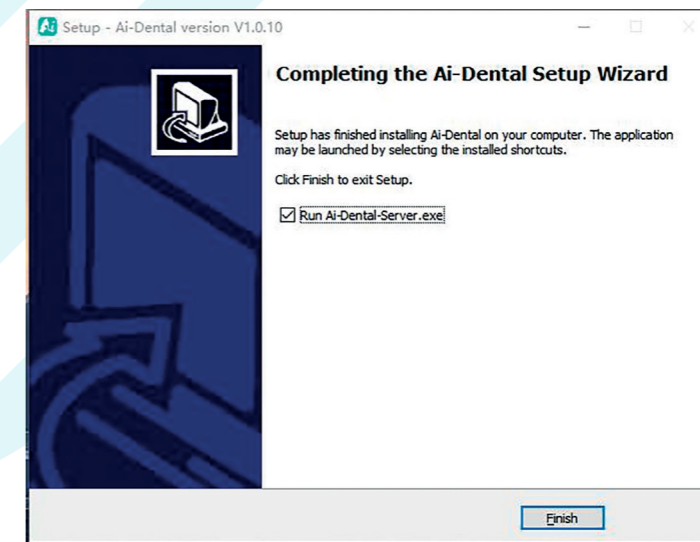 Ai Setup - Ai-Dental version V1.0.10
Completing the Ai-Dental Setup Wizard
Setup has finished installing Ai-Dental on your computer. The application
may be launched by selecting the installed shortcuts.
Click Finish to exit Setup.
Run Ai-Dental-Server.exe
Finish